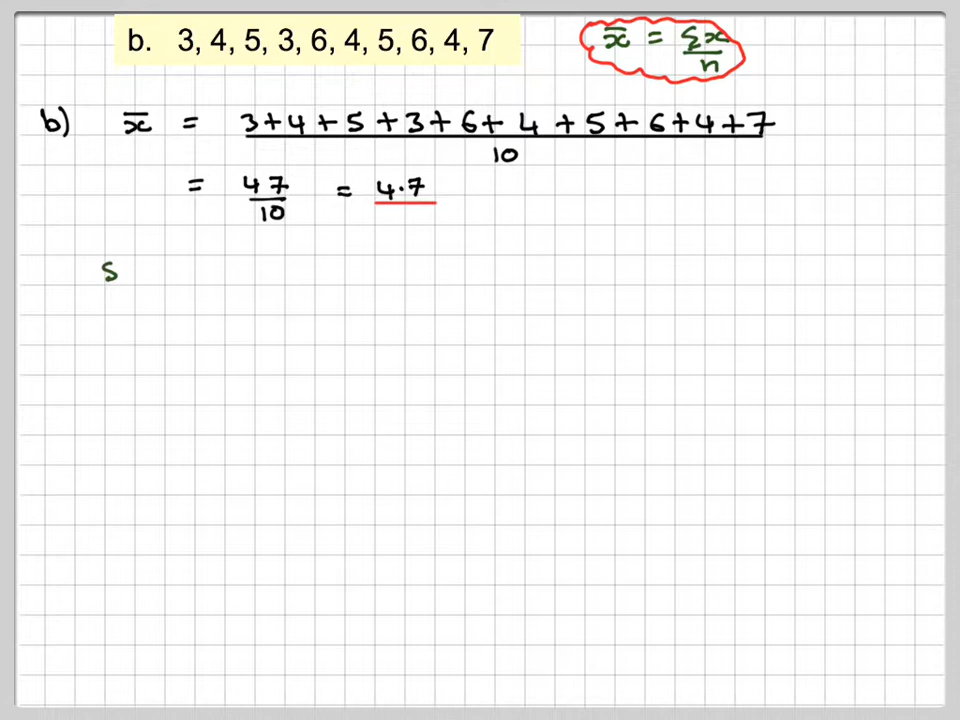 b. 3, 4, 5, 3, 6, 4, 5, 6, 4, 7
x̄ = Σx/n
b) x̄ = 3+4+5+3+6+4+5+6+4+7
10
= 47/10 = 4.7
S